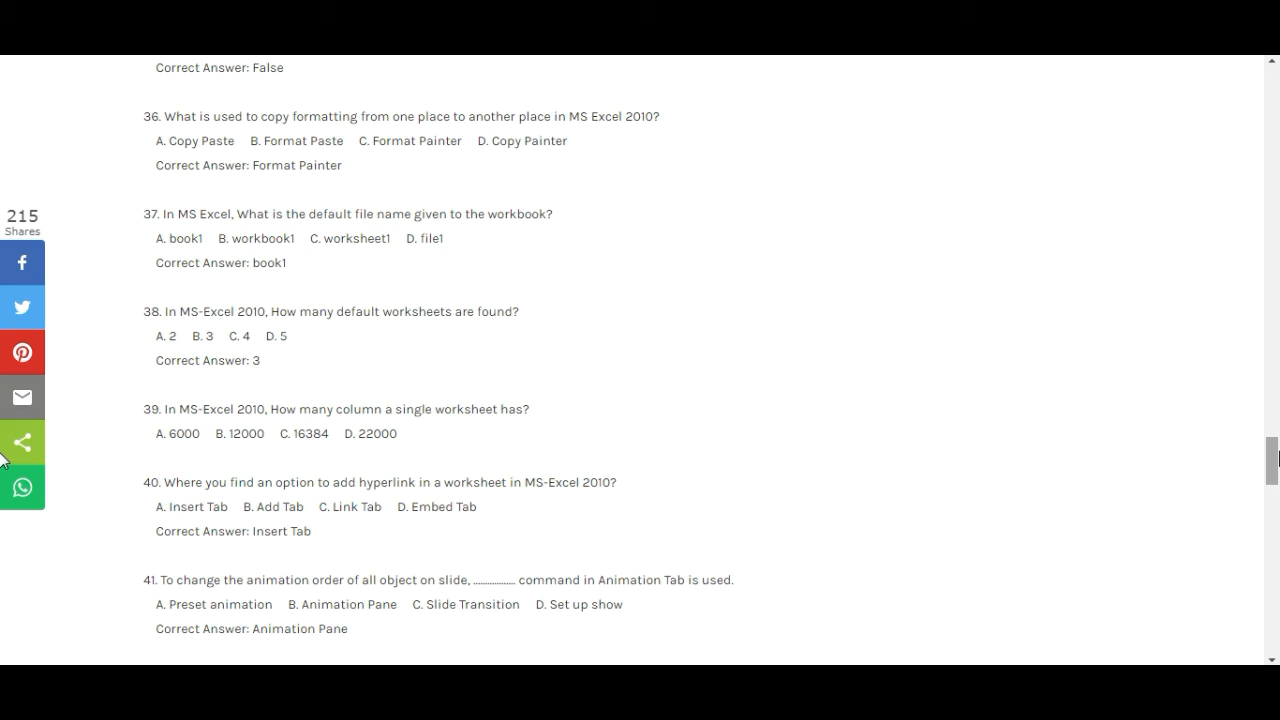 Correct Answer: False
36. What is used to copy formatting from one place to another place in MS Excel 2010?
A. Copy Paste B. Format Paste C. Format Painter D. Copy Painter
Correct Answer: Format Painter
37. In MS Excel, What is the default file name given to the workbook?
A. book1 B. workbook1 C. worksheet1 D. file1
Correct Answer: book1
38. In MS-Excel 2010, How many default worksheets are found?
A. 2 B. 3 C. 4 D. 5
Correct Answer: 3
39. In MS-Excel 2010, How many column a single worksheet has?
A. 6000 B. 12000 C. 16384 D. 22000
40. Where you find an option to add hyperlink in a worksheet in MS-Excel 2010?
A. Insert Tab B. Add Tab C. Link Tab D. Embed Tab
Correct Answer: Insert Tab
41. To change the animation order of all object on slide, ................. command in Animation Tab is used.
A. Preset animation B. Animation Pane C. Slide Transition D. Set up show
Correct Answer: Animation Pane
215
Shares